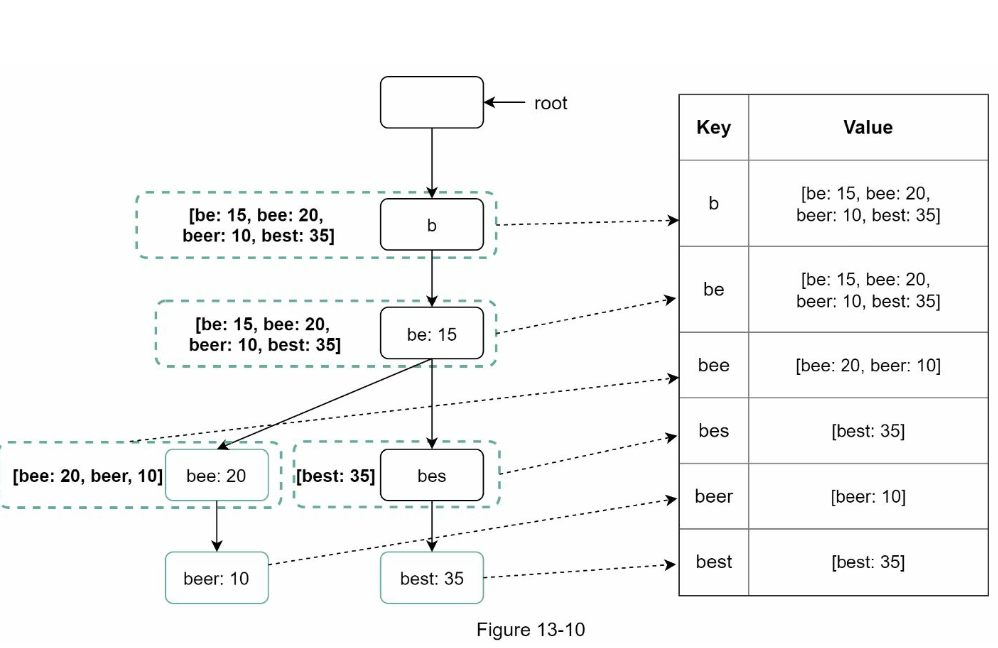 root
b
[be: 15, bee: 20,
beer: 10, best: 35]
be: 15
[be: 15, bee: 20,
beer: 10, best: 35]
[bee: 20, beer, 10]
bee: 20
[best: 35]
bes
beer: 10
best: 35
Key
Value
b
[be: 15, bee: 20,
beer: 10, best: 35]
be
[be: 15, bee: 20,
beer: 10, best: 35]
bee
[bee: 20, beer: 10]
bes
[best: 35]
beer
[beer: 10]
best
[best: 35]
Figure 13-10